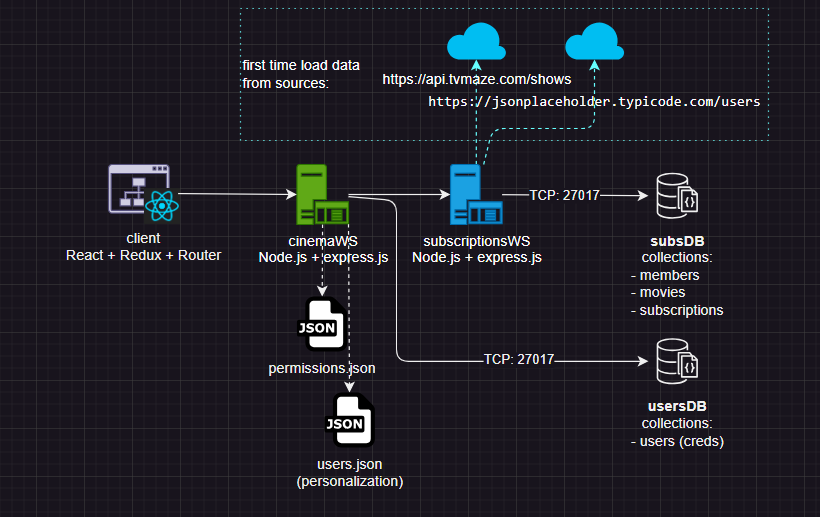 first time load data
from sources:
https://api.tvmaze.com/shows
https://jsonplaceholder.typicode.com/users
client
React + Redux + Router
cinemaWS
Node.js + express.js
subscriptionsWS
Node.js + express.js
TCP: 27017
subsDB
collections:
- members
- movies
- subscriptions
JSON
permissions.json
TCP: 27017
usersDB
collections:
- users (creds)
JSON
users.json
(personalization)